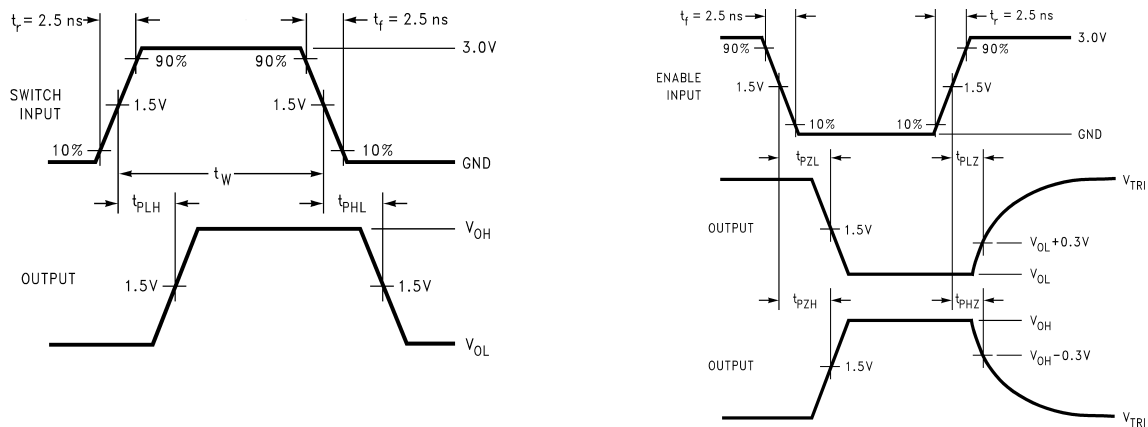 tr = 2.5 ns
tf = 2.5 ns
3.0V
90%
90%
SWITCH
INPUT
1.5V
1.5V
10%
10%
GND
tW
tPLH
tPHL
VOH
OUTPUT
1.5V
1.5V
VOL
tf = 2.5 ns
tr = 2.5 ns
3.0V
90%
90%
ENABLE
INPUT
1.5V
1.5V
10%
10%
GND
tPZL
tPLZ
VTRI
OUTPUT
1.5V
VOL+0.3V
VOL
tPZH
tPHZ
VOH
VOH−0.3V
OUTPUT
1.5V
VTRI